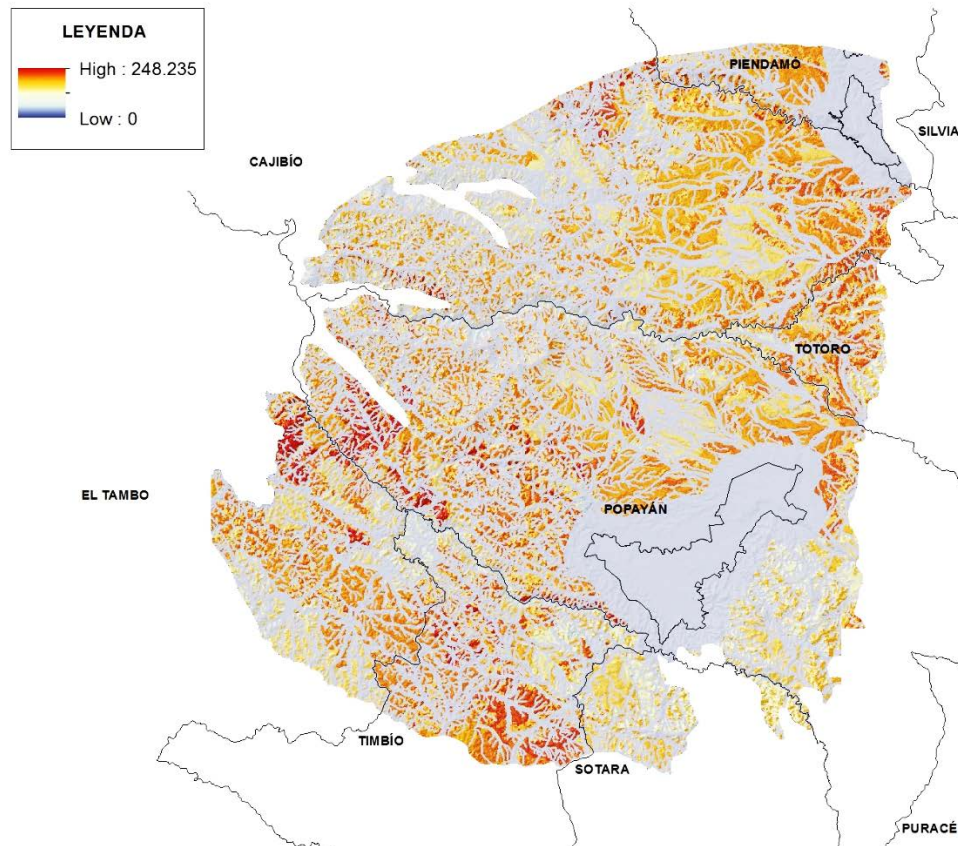 LEYENDA
High : 248.235
Low : 0
PIENDAMÓ
SILVIA
CAJIBÍO
TOTORO
EL TAMBO
POPAYÁN
TIMBÍO
SOTARA
PURACÉ